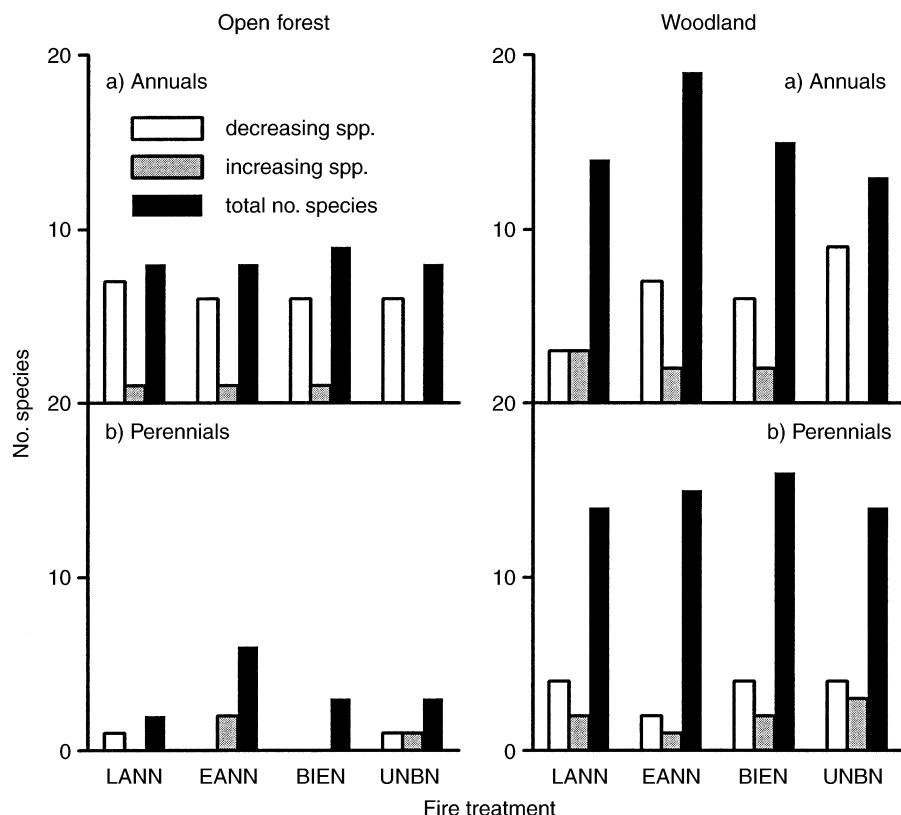 Open forest
Woodland
20
a) Annuals
decreasing spp.
increasing spp.
total no. species
10
20
b) Perennials
10
0
No. species
20
a) Annuals
10
20
b) Perennials
10
0
LANN EANN BIEN UNBN
LANN EANN BIEN UNBN
Fire treatment